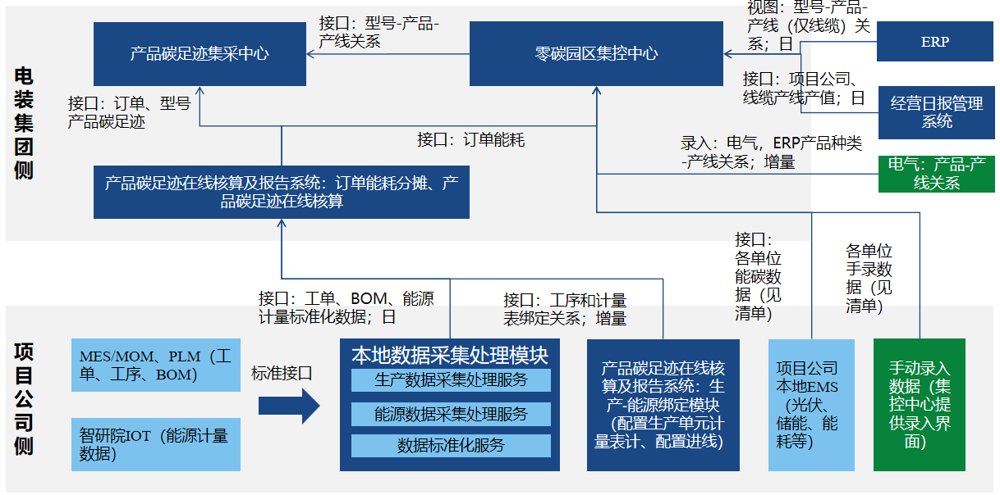 电装集团侧
产品碳足迹集采中心
接口：型号-产品-
产线关系
零碳园区集控中心
视图：型号-产品-
产线（仅线缆）关
系；日
ERP
接口：项目公司、
线缆产线产值；日
经营日报管理
系统
接口：订单、型号
产品碳足迹
接口：订单能耗
录入：电气，ERP产品种类
-产线关系；增量
电气：产品-产
线关系
产品碳足迹在线核算及报告系统：订单能耗分摊、产
品碳足迹在线核算
接口：
各单位
能碳数
据（见
清单）
各单位
手录数
据（见
清单）
接口：工单、BOM、能源
计量标准化数据；日
接口：工序和计量
表绑定关系；增量
项目公司侧
MES/MOM、PLM（工
单、工序、BOM）
智研院IOT（能源计量
数据）
标准接口
本地数据采集处理模块
生产数据采集处理服务
能源数据采集处理服务
数据标准化服务
产品碳足迹在线核
算及报告系统：生
产-能源绑定模块
（配置生产单元计
量表计、配置进线）
项目公司
本地EMS
（光伏、
储能、能
耗等）
手动录入
数据（集
控中心提
供录入界
面）